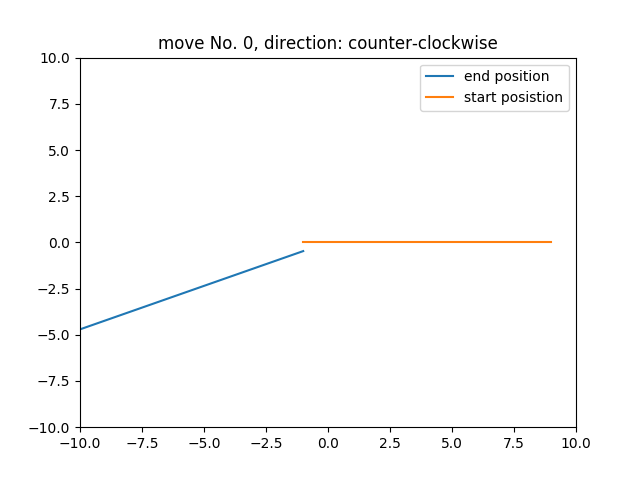 move No. 0, direction: counter-clockwise
end position
start posistion
10.0
7.5
5.0
2.5
0.0
−2.5
−5.0
−7.5
−10.0
−10.0 −7.5 −5.0 −2.5 0.0 2.5 5.0 7.5 10.0